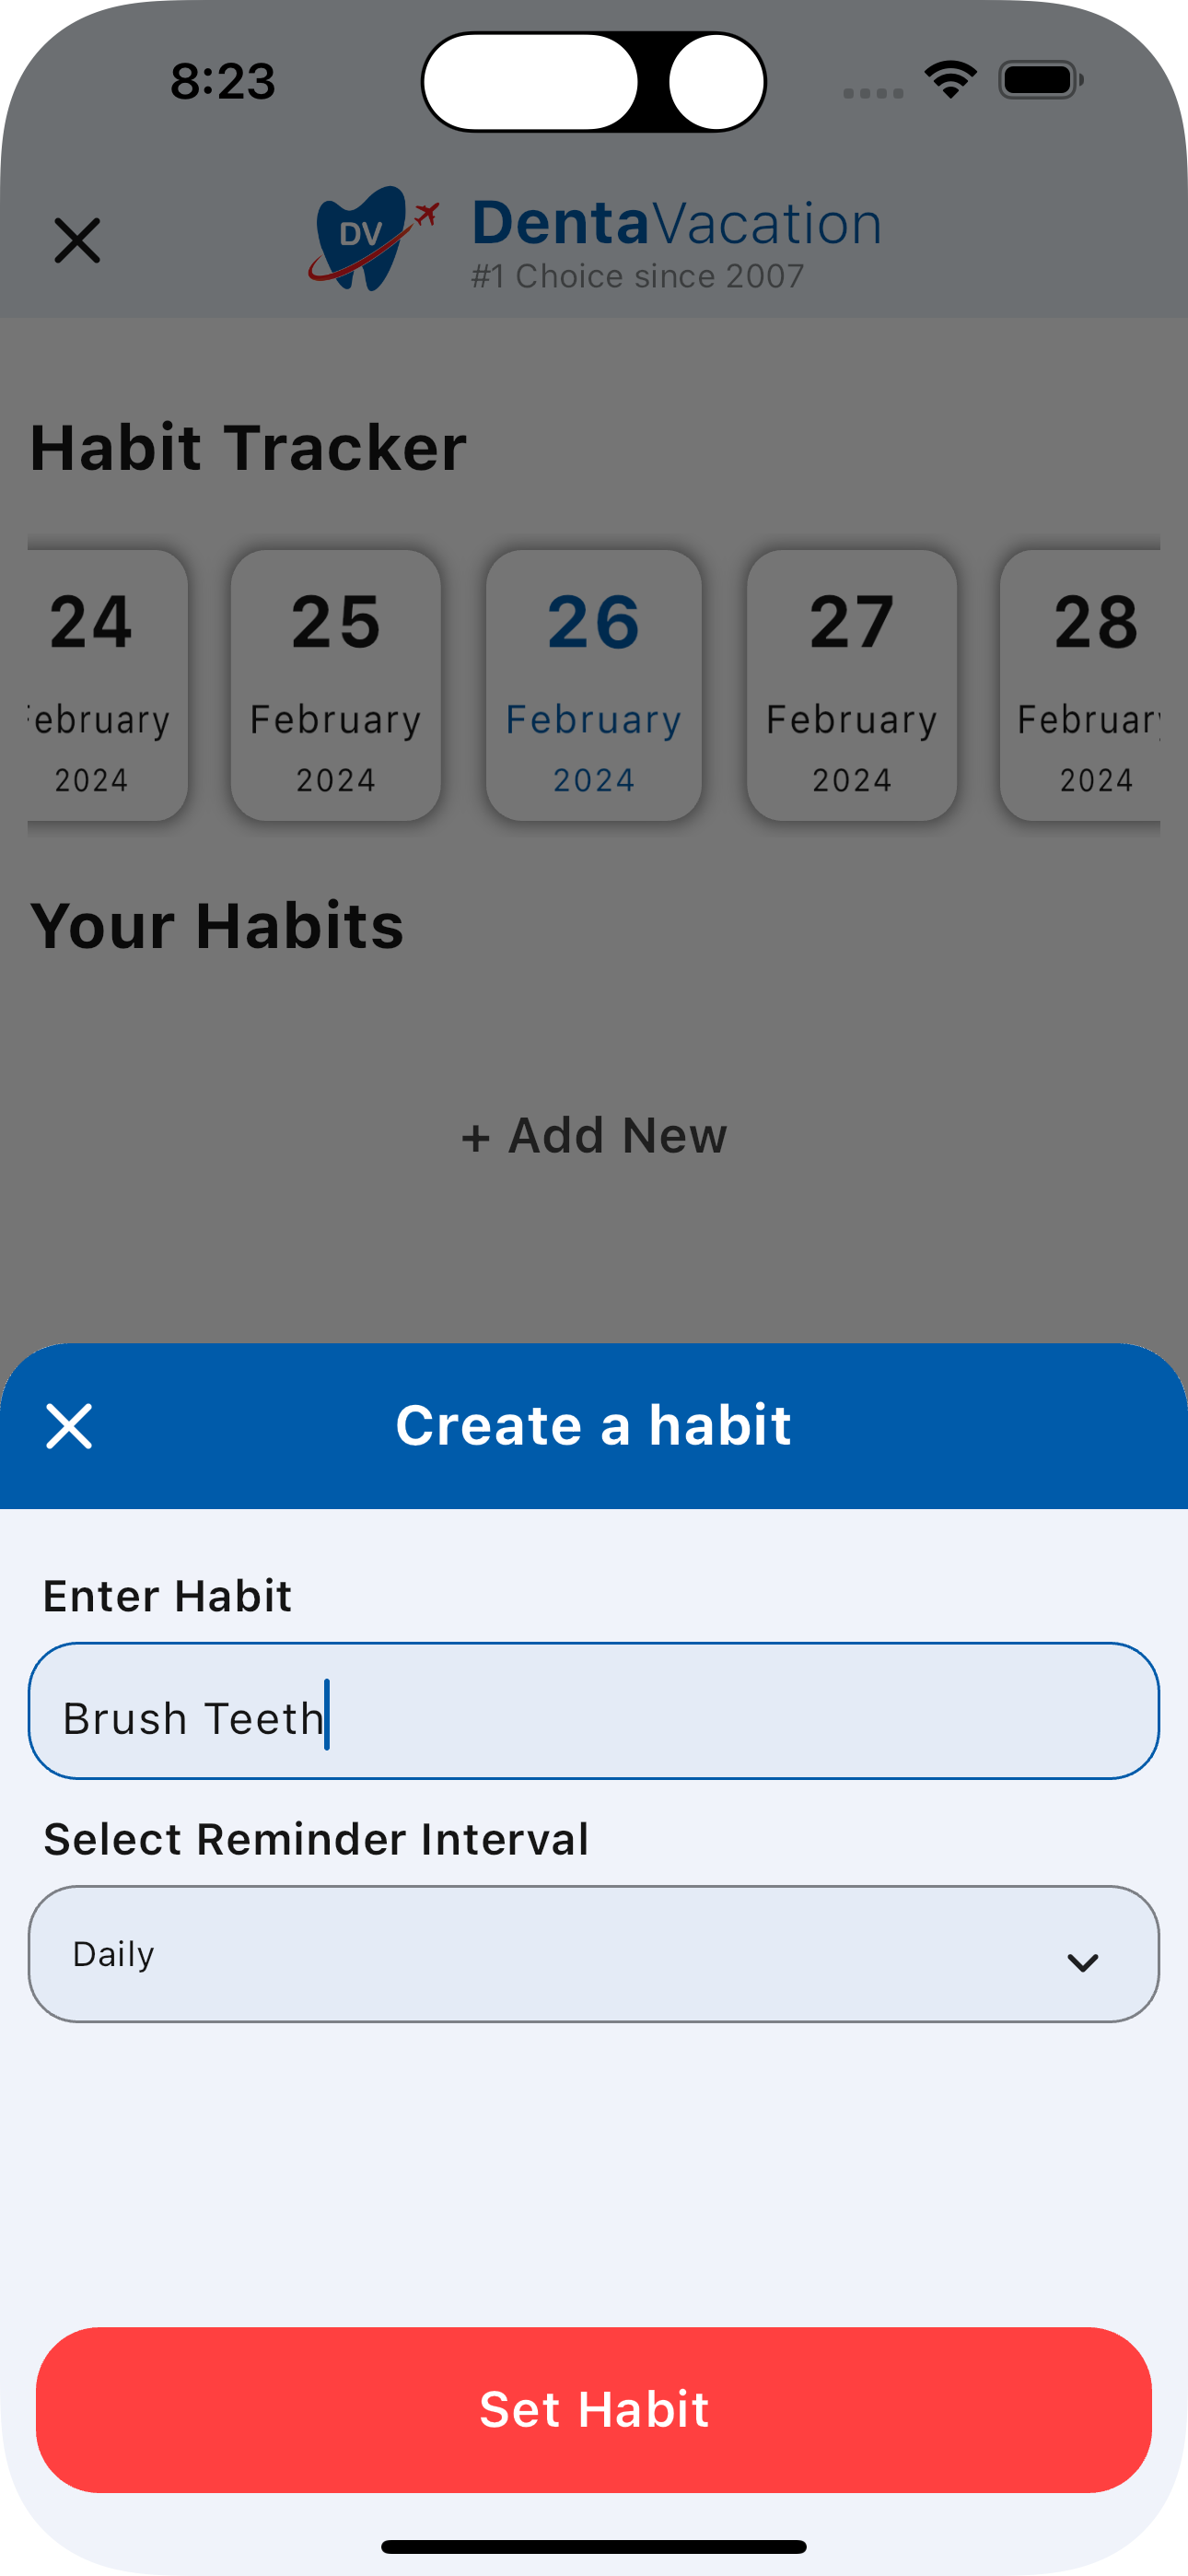 8:23
DV
DentaVacation
#1 Choice since 2007
Habit Tracker
24 25 26 27 28
ebruary February February February Februar
2024 2024 2024 2024 2024
Your Habits
+ Add New
Create a habit
Enter Habit
Brush Teeth
Select Reminder Interval
Daily
Set Habit